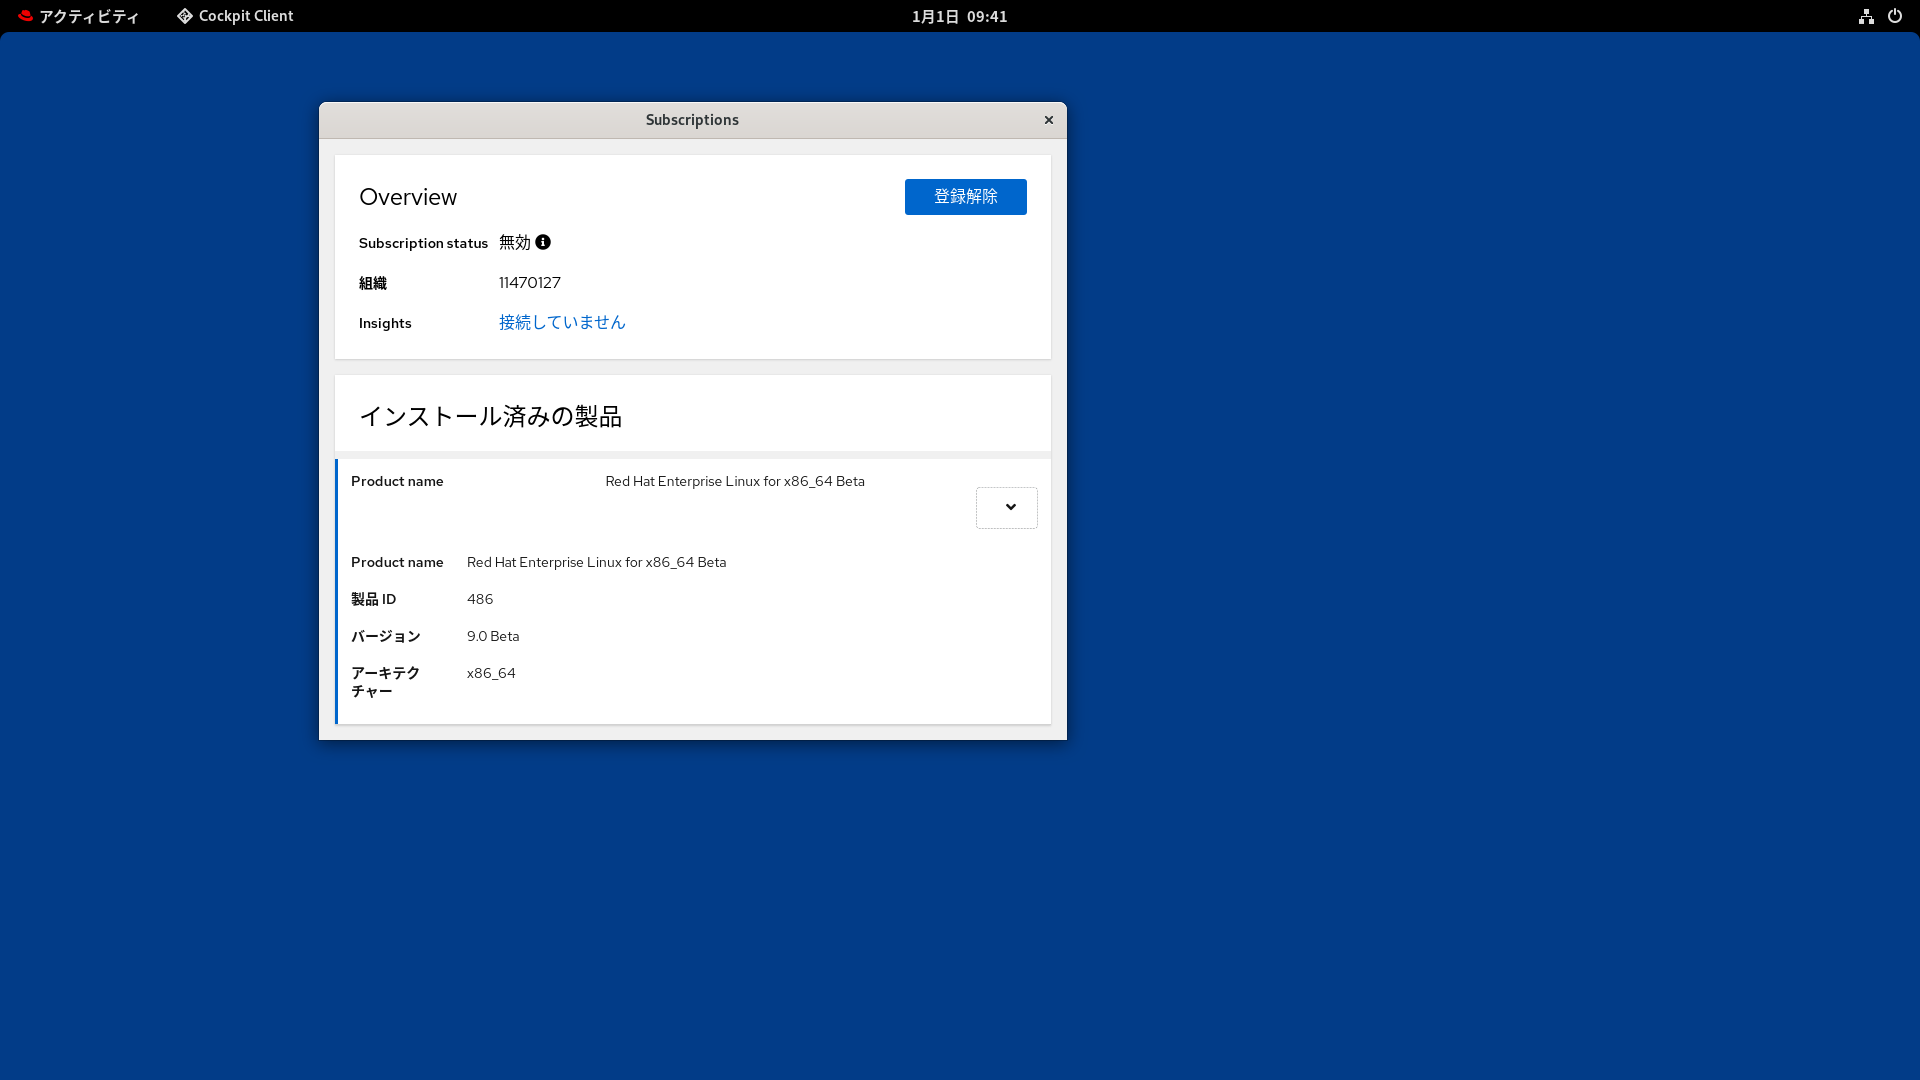 アクティビティ
Cockpit Client
1月1日 09:41
Subscriptions
Overview
登録解除
Subscription status 無効
組織 11470127
Insights 接続していません
インストール済みの製品
Product name Red Hat Enterprise Linux for x86_64 Beta
Product name Red Hat Enterprise Linux for x86_64 Beta
製品 ID 486
バージョン 9.0 Beta
アーキテク x86_64
チャー